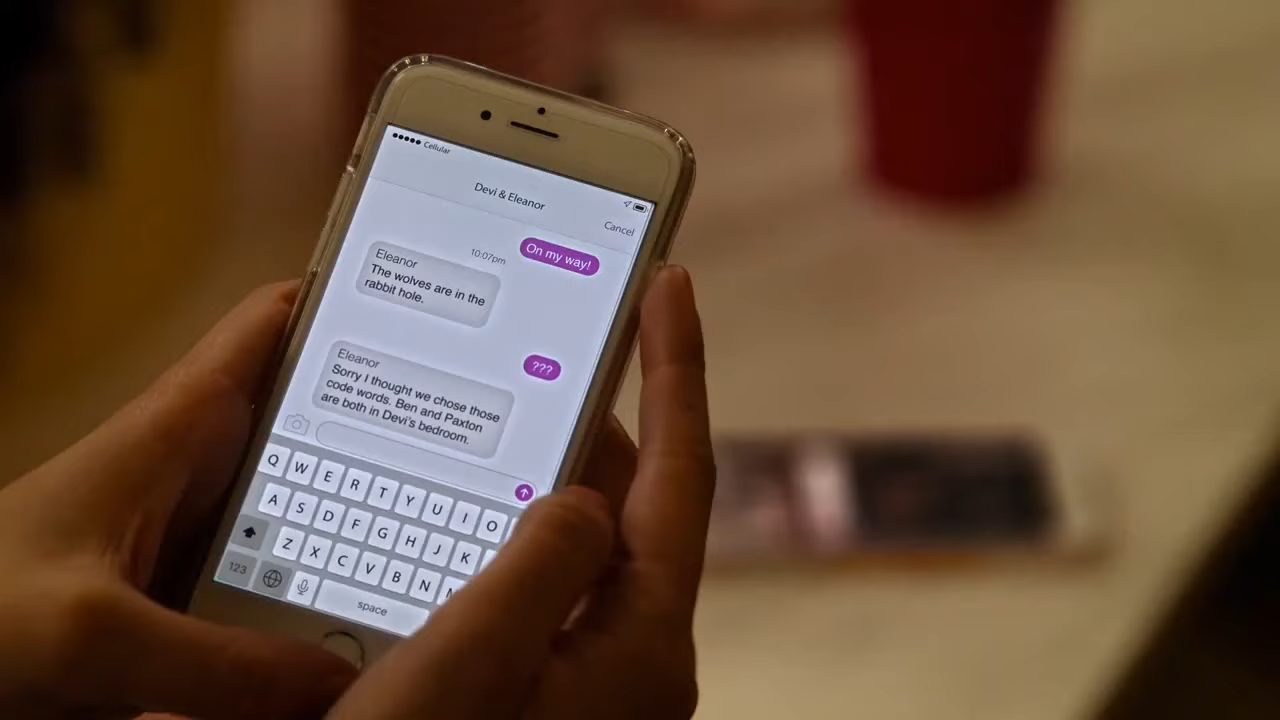 Cellular
Devi & Eleanor
Cancel
On my way!
10:07pm
Eleanor
The wolves are in the
rabbit hole.
???
Eleanor
Sorry I thought we chose those
code words. Ben and Paxton
are both in Devi's bedroom.
Q W E R T Y U I O
A S D F G H J K
Z X C V B N
123
space